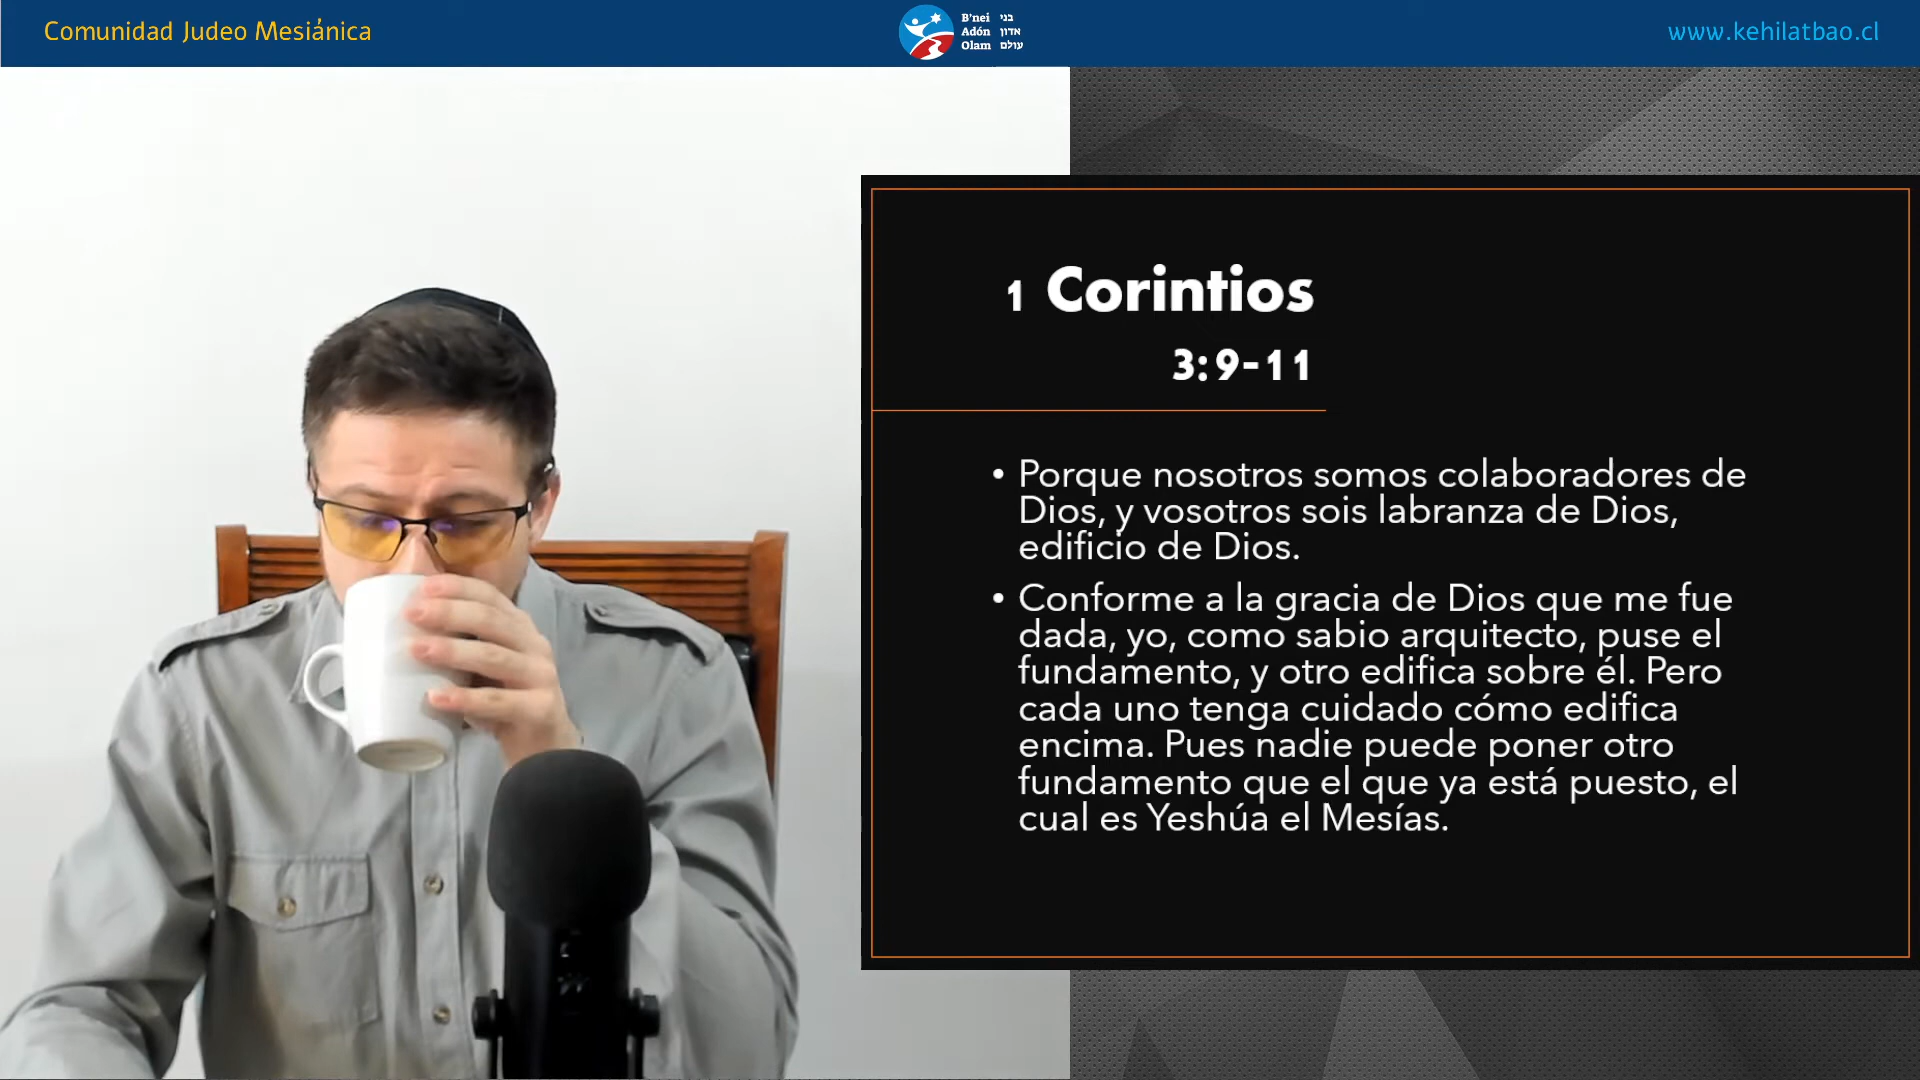 Comunidad Judeo Mesiánica
B'nei בני
Adón אדון
Olam עולם
www.kehilatbao.cl
1 Corintios
3:9-11
• Porque nosotros somos colaboradores de
Dios, y vosotros sois labranza de Dios,
edificio de Dios.
• Conforme a la gracia de Dios que me fue
dada, yo, como sabio arquitecto, puse el
fundamento, y otro edifica sobre él. Pero
cada uno tenga cuidado cómo edifica
encima. Pues nadie puede poner otro
fundamento que el que ya está puesto, el
cual es Yeshúa el Mesías.